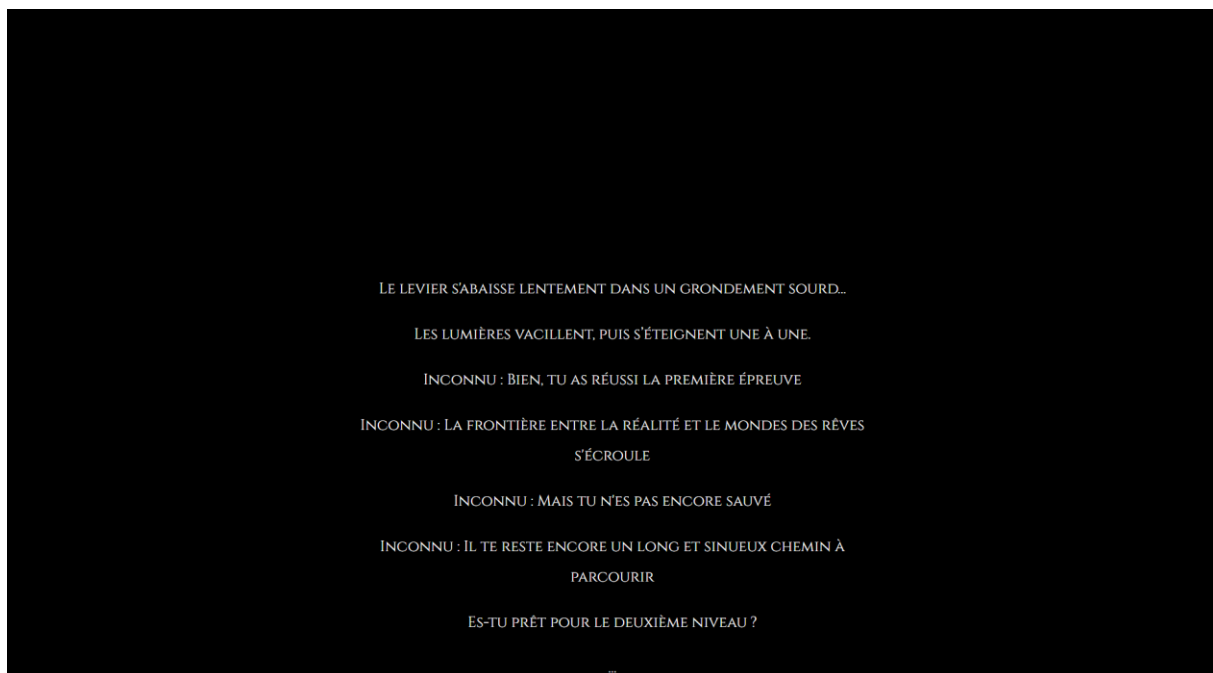 Le levier s'abaisse lentement dans un grondement sourd...
Les lumières vacillent, puis s'éteignent une à une.
Inconnu : Bien, tu as réussi la première épreuve
Inconnu : La frontière entre la réalité et le mondes des rêves
s'écroule
Inconnu : Mais tu n'es pas encore sauvé
Inconnu : Il te reste encore un long et sinueux chemin à
parcourir
Es-tu prêt pour le deuxième niveau ?
...